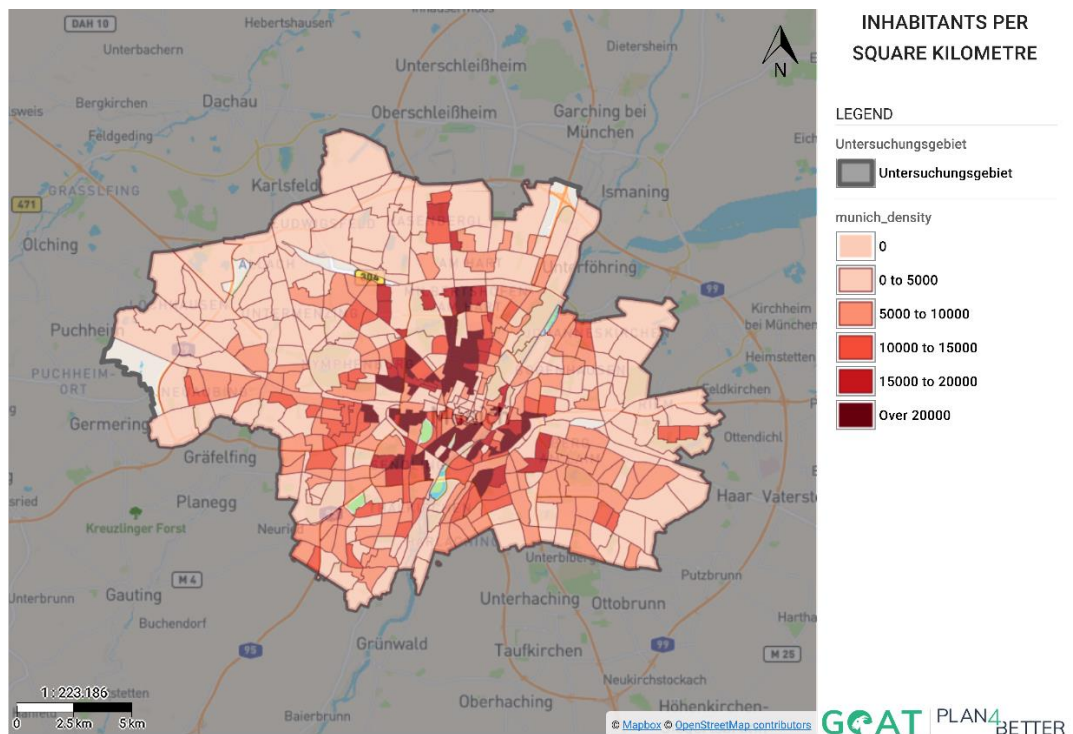 DAH 10
Hebertshausen
Unterbachern
Dietersheim
Unterschleißheim
Bergkirchen
Dachau
Oberschleißheim
Garching bei
München
Feldgeding
Karlsfeld
GRASSLFING
Ismaning
471
Olching
Unterföhring
304
99
Puchheim
Kirchheim
bei München
Heimstetten
PUCHHEIM-
ORT
Feldkirchen
Germering
Ottendichl
Gräfelfing
Planegg
Haar
Kreuzlinger Forst
Unterbiberg
Putzbrunn
M 4
Unterbrunn
Gauting
Unterhaching
Ottobrunn
Buchendorf
Grünwald
95
Taufkirchen
99
M 25
Neukirchstockach
Oberhaching
Höhenkirchen-
Baierbrunn
N
1 : 223.186
0 2.5 km 5 km
© Mapbox © OpenStreetMap contributors
INHABITANTS PER
SQUARE KILOMETRE
LEGEND
Untersuchungsgebiet
Untersuchungsgebiet
munich_density
0
0 to 5000
5000 to 10000
10000 to 15000
15000 to 20000
Over 20000
GOAT PLAN4
BETTER